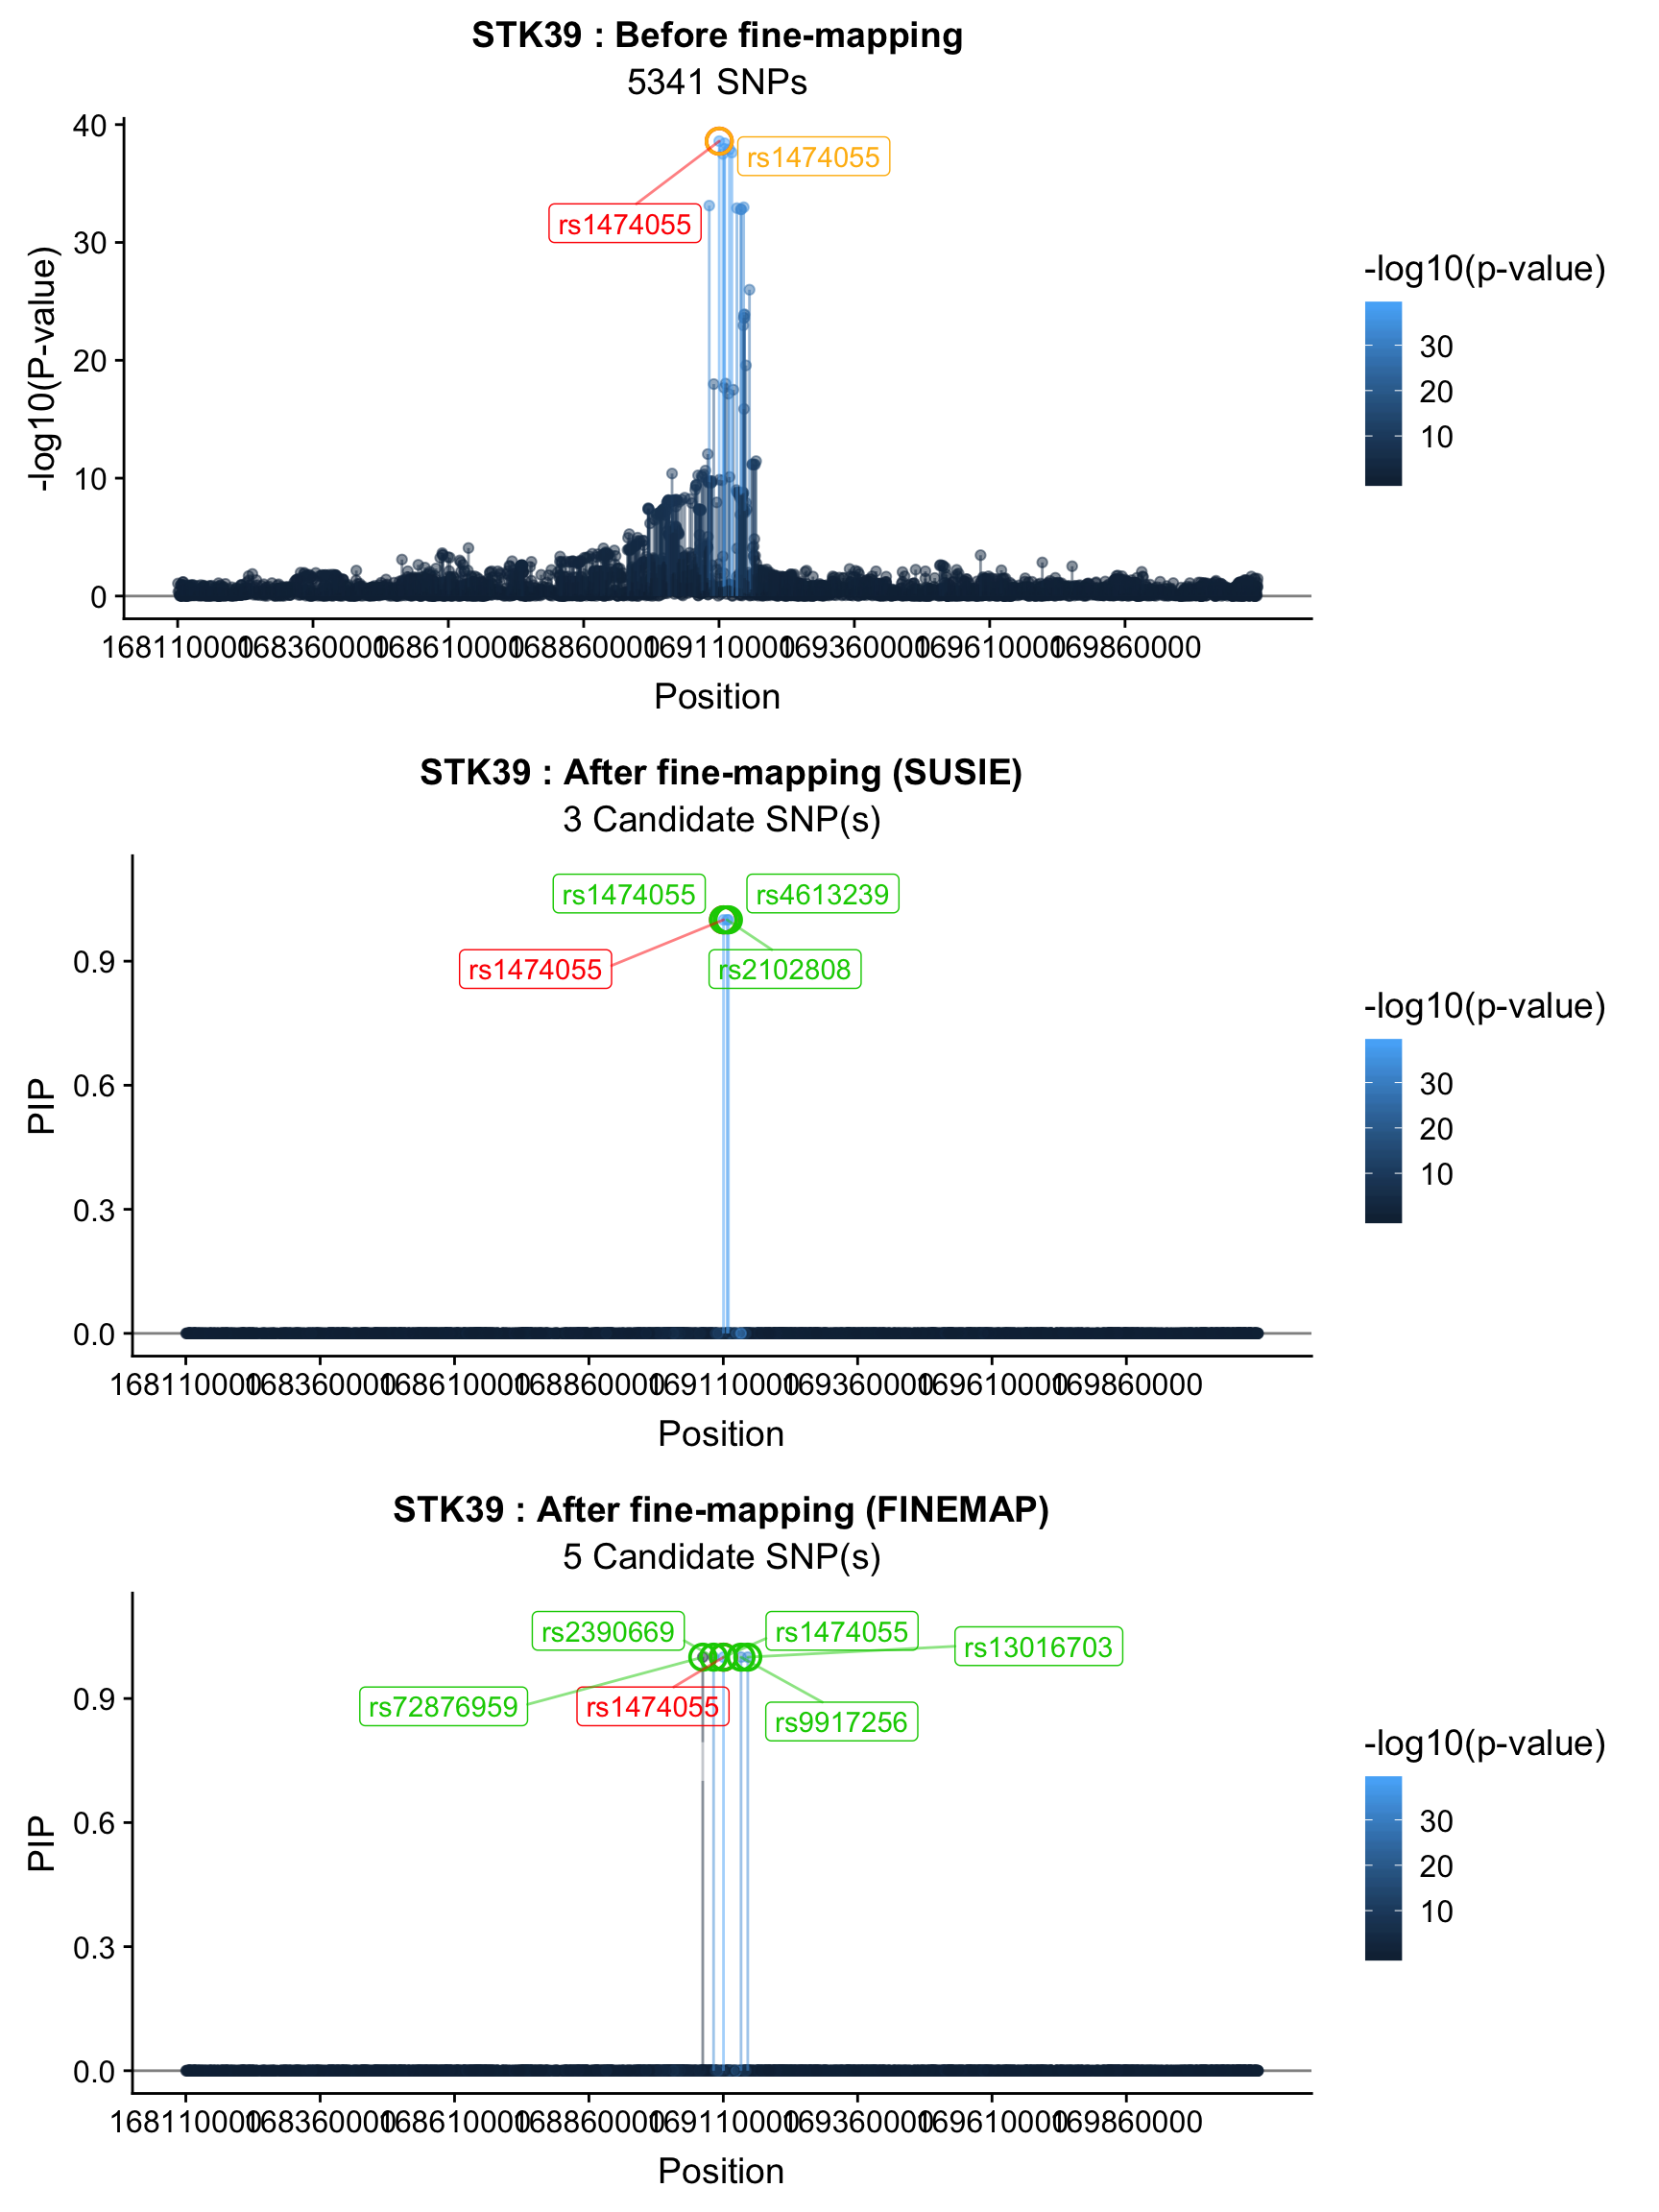 STK39 : Before fine-mapping
5341 SNPs
-log10(P-value)
40
30
20
10
0
rs1474055
rs1474055
168110000 168360000 168610000 168860000 169110000 169360000 169610000 169860000
Position
-log10(p-value)
30
20
10
STK39 : After fine-mapping (SUSIE)
3 Candidate SNP(s)
PIP
0.9
0.6
0.3
0.0
rs1474055 rs4613239
rs1474055 rs2102808
168110000 168360000 168610000 168860000 169110000 169360000 169610000 169860000
Position
-log10(p-value)
30
20
10
STK39 : After fine-mapping (FINEMAP)
5 Candidate SNP(s)
PIP
0.9
0.6
0.3
0.0
rs2390669 rs1474055 rs13016703
rs72876959 rs1474055 rs9917256
168110000 168360000 168610000 168860000 169110000 169360000 169610000 169860000
Position
-log10(p-value)
30
20
10